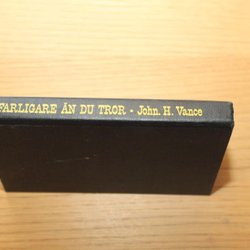 FARLIGARE ÄN DU TROR - John. H. Vance